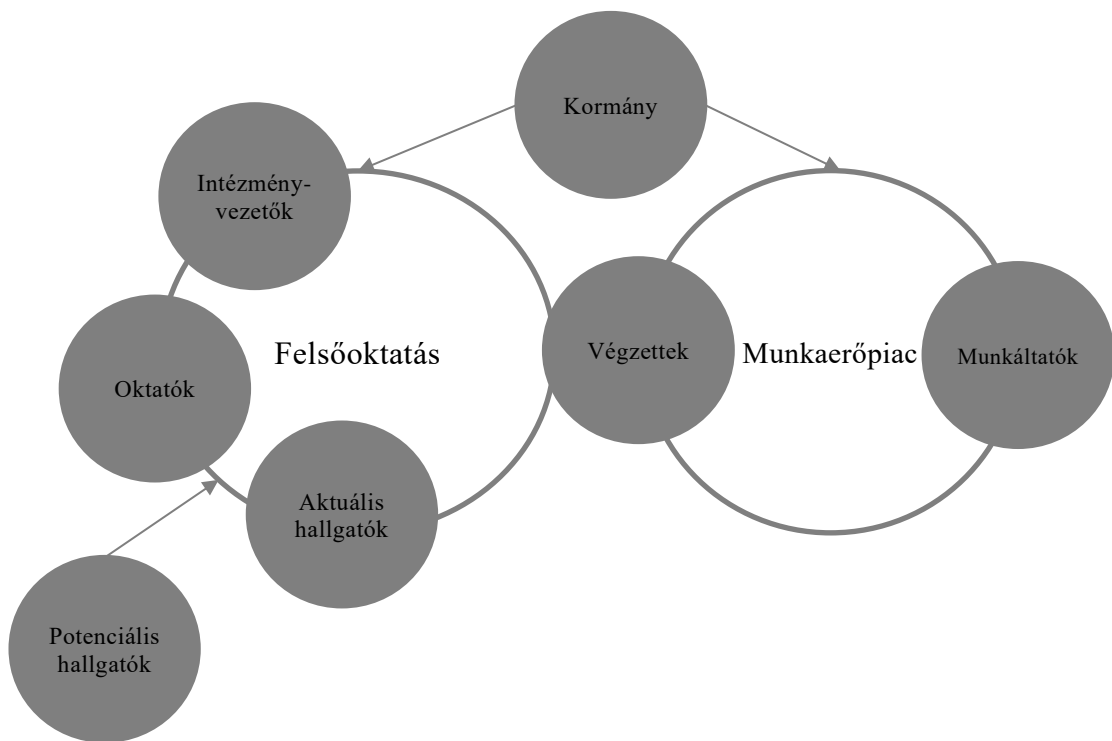 Kormány
Intézmény-
vezetők
Oktatók
Felsőoktatás
Végzettek
Munkaerőpiac
Munkáltatók
Aktuális
hallgatók
Potenciális
hallgatók